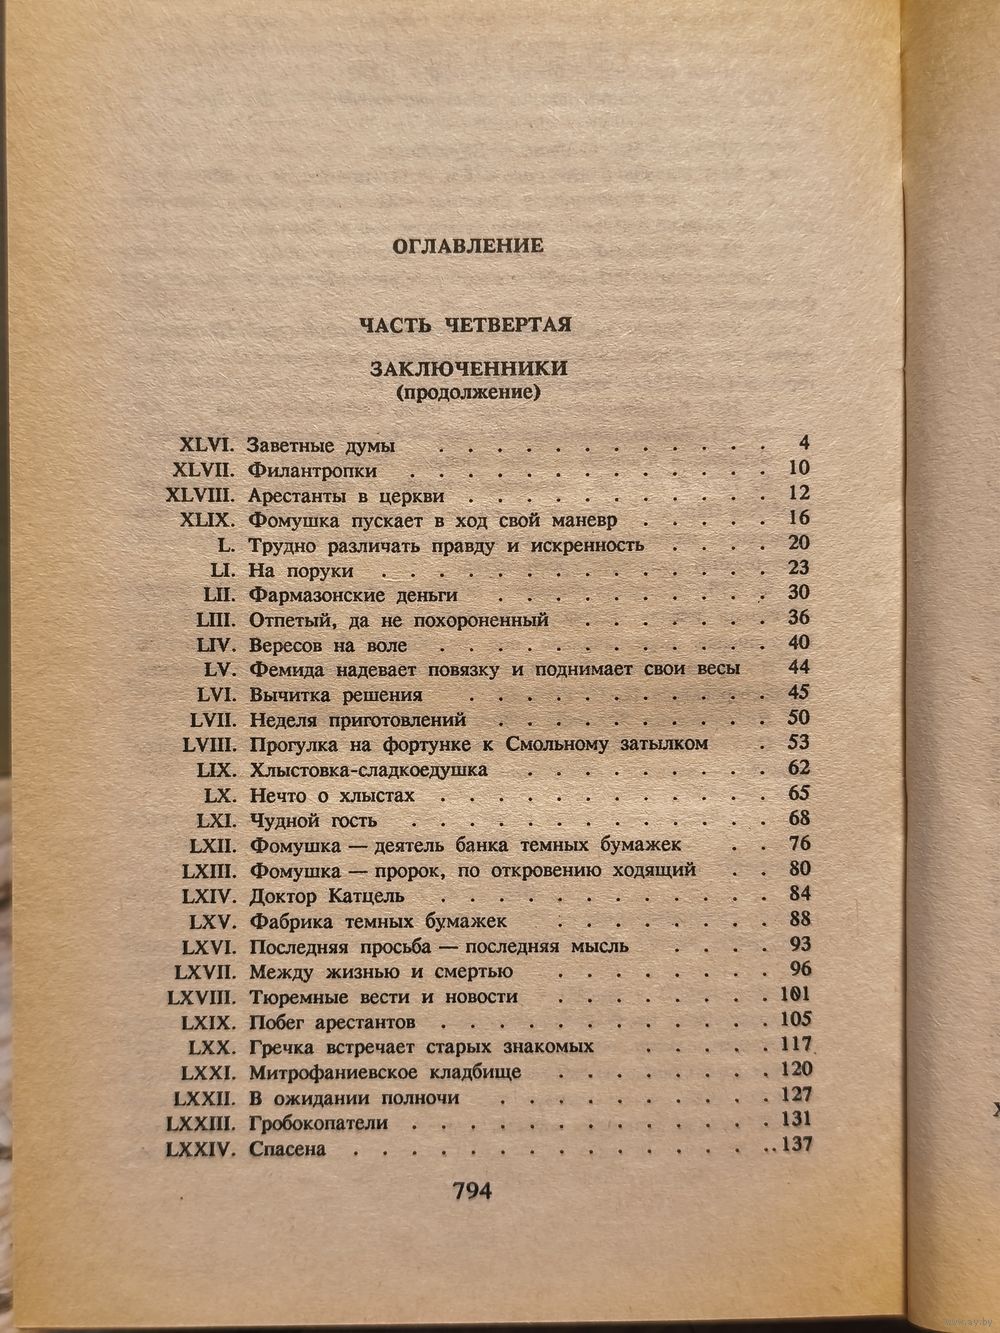 ОГЛАВЛЕНИЕ
ЧАСТЬ ЧЕТВЕРТАЯ
ЗАКЛЮЧЕННИКИ
(продолжение)
XLVI. Заветные думы . . . . . . . . . . . . 4
XLVII. Филантропки . . . . . . . . . . . . . 10
XLVIII. Арестанты в церкви . . . . . . . . . . . 12
XLIX. Фомушка пускает в ход свой маневр . . . . . 16
L. Трудно различать правду и искренность . . . . 20
LI. На поруки . . . . . . . . . . . . . . 23
LII. Фармазонские деньги . . . . . . . . . . 30
LIII. Отпетый, да не похороненный . . . . . . . 36
LIV. Вересов на воле . . . . . . . . . . . . 40
LV. Фемида надевает повязку и поднимает свои весы 44
LVI. Вычитка решения . . . . . . . . . . . 45
LVII. Неделя приготовлений . . . . . . . . . . 50
LVIII. Прогулка на фортунке к Смольному затылком . 53
LIX. Хлыстовка-сладкоедушка . . . . . . . . . 62
LX. Нечто о хлыстах . . . . . . . . . . . . 65
LXI. Чудной гость . . . . . . . . . . . . . 68
LXII. Фомушка — деятель банка темных бумажек . . 76
LXIII. Фомушка — пророк, по откровению ходящий . . 80
LXIV. Доктор Катцель . . . . . . . . . . . . 84
LXV. Фабрика темных бумажек . . . . . . . . 88
LXVI. Последняя просьба — последняя мысль . . . . 93
LXVII. Между жизнью и смертью . . . . . . . . 96
LXVIII. Тюремные вести и новости . . . . . . . . 101
LXIX. Побег арестантов . . . . . . . . . . . . 105
LXX. Гречка встречает старых знакомых . . . . . 117
LXXI. Митрофаниевское кладбище . . . . . . . . 120
LXXII. В ожидании полночи . . . . . . . . . . 127
LXXIII. Гробокопатели . . . . . . . . . . . . . 131
LXXIV. Спасена . . . . . . . . . . . . . . . .. 137
794
www.ay.by